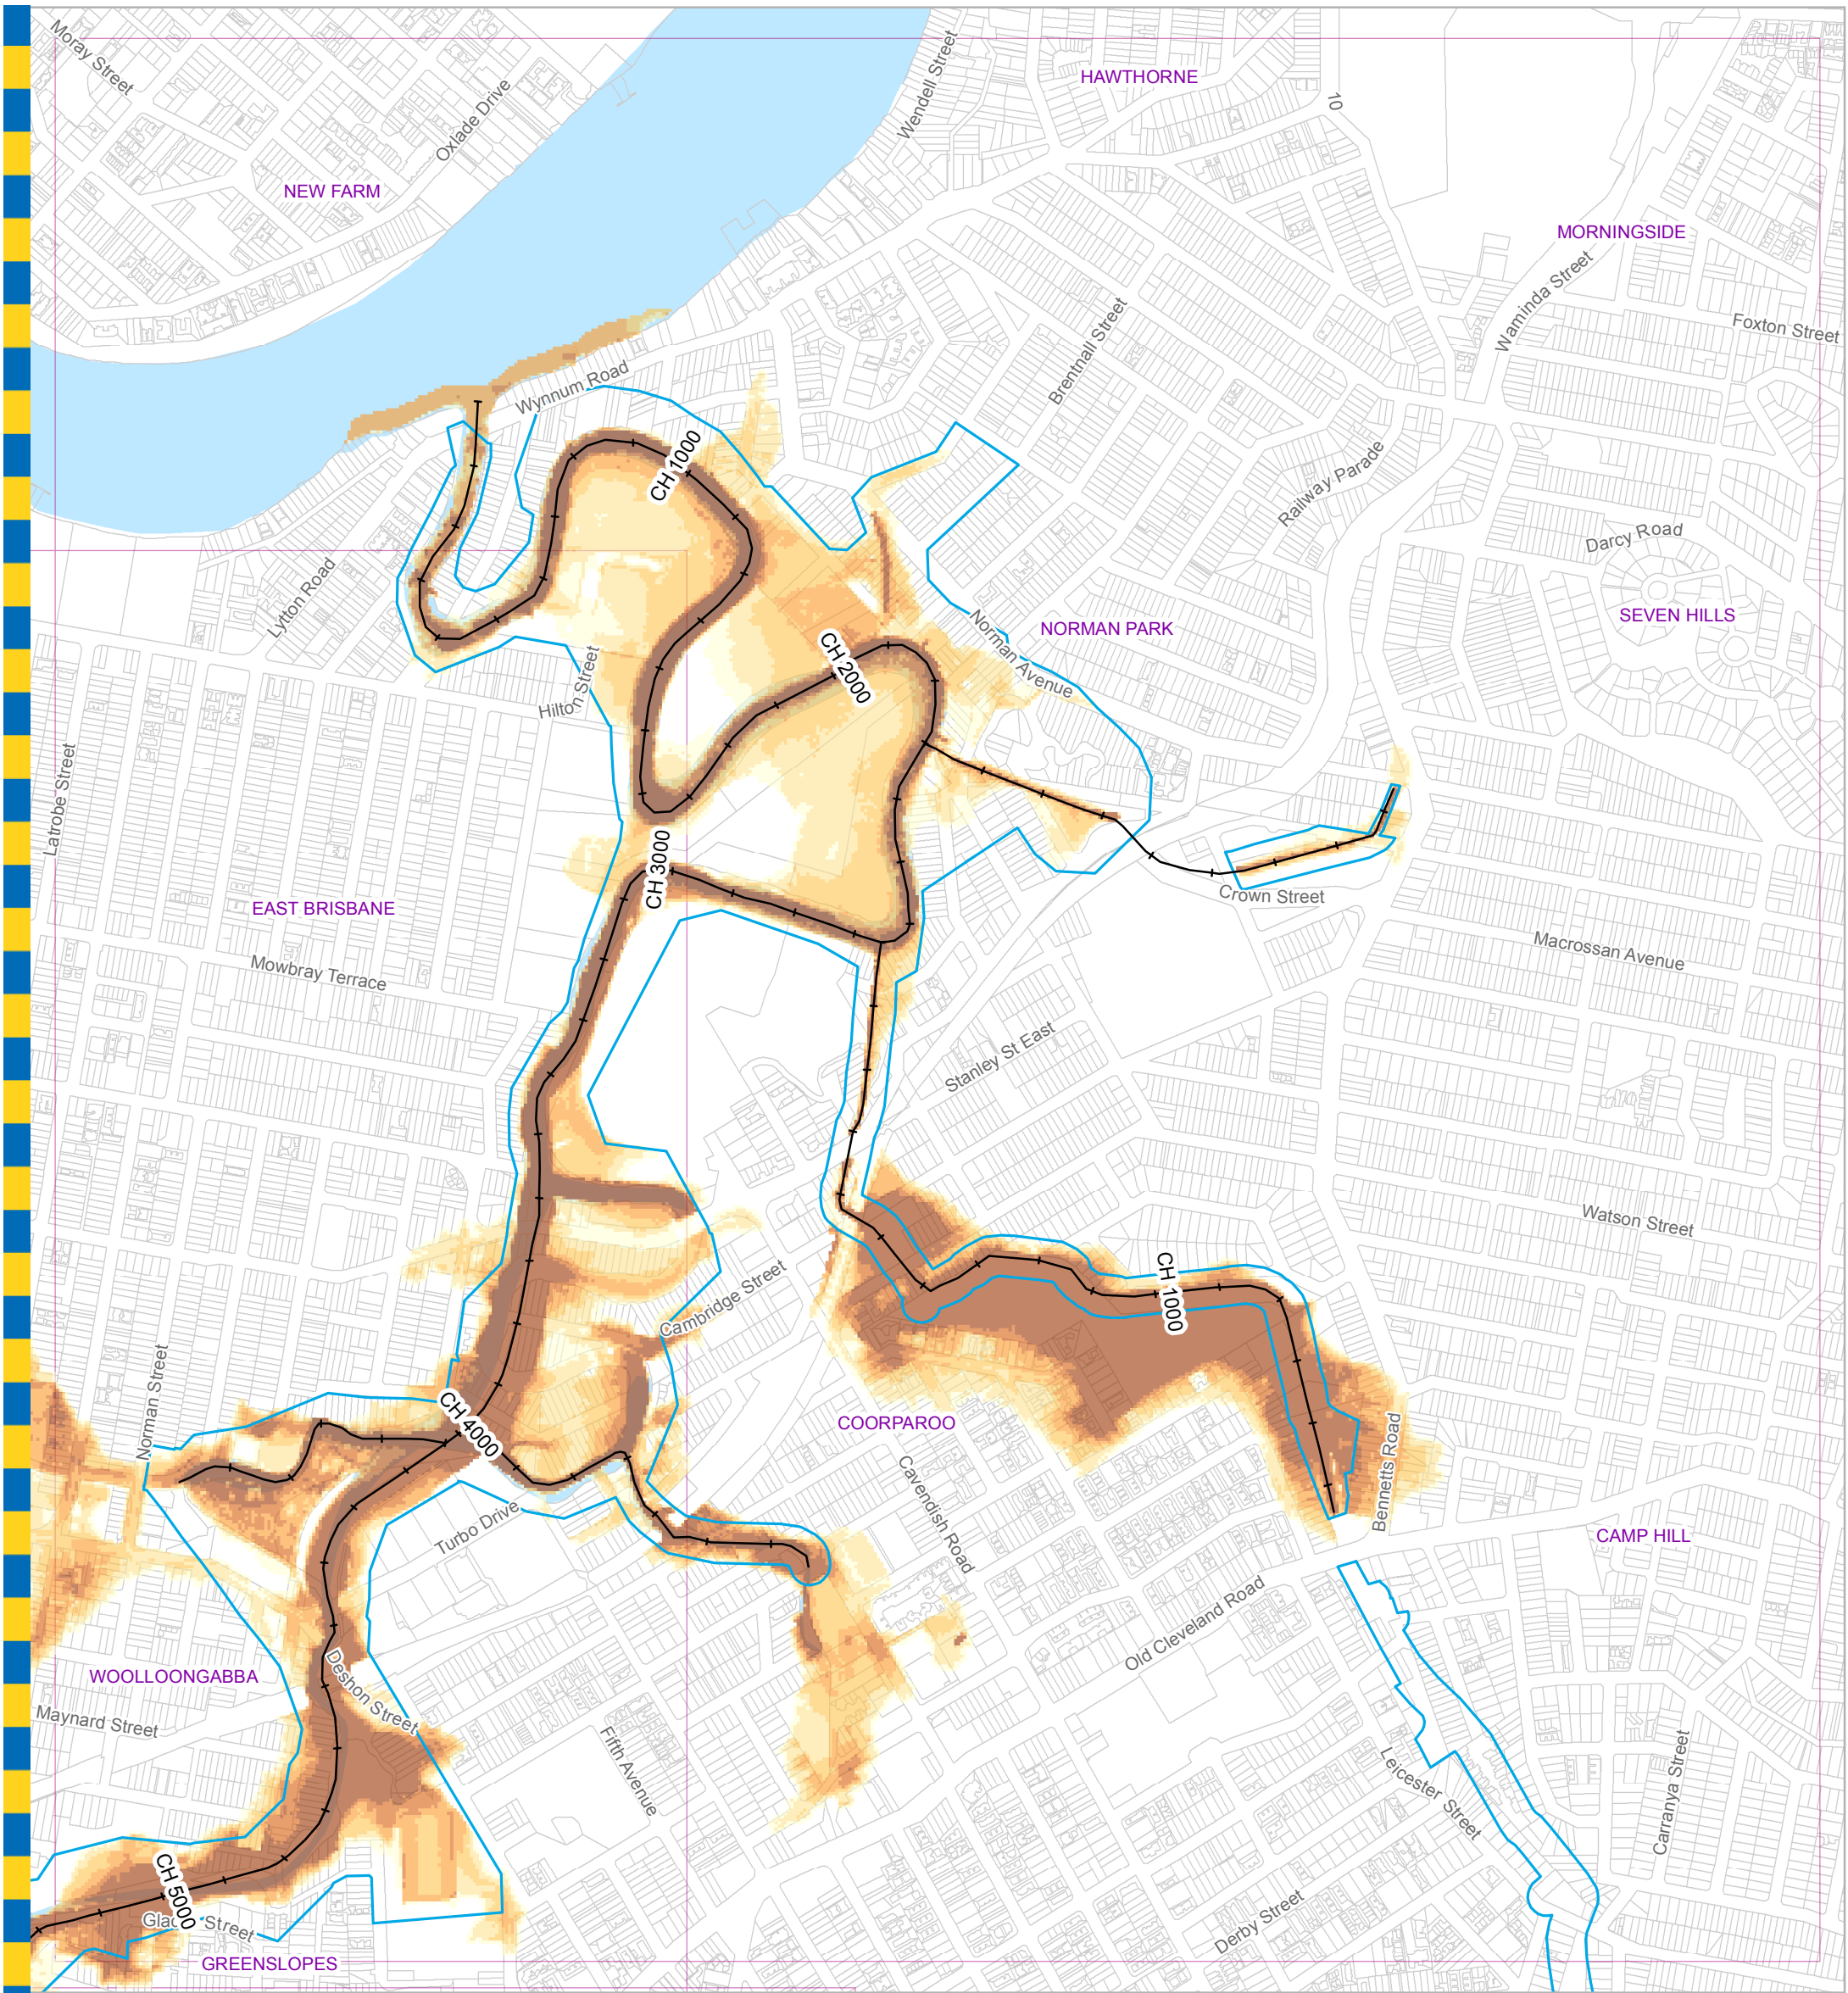 Moray Street
Oxlade Drive
Wendell Street
HAWTHORNE
10
NEW FARM
MORNINGSIDE
Waminda Street
Foxton Street
Brentnall Street
Wynnum Road
CH 1000
Railway Parade
Darcy Road
Lytton Road
SEVEN HILLS
NORMAN PARK
Norman Avenue
CH 2000
Hilton Street
Latrobe Street
CH 3000
Crown Street
EAST BRISBANE
Macrossan Avenue
Mowbray Terrace
Stanley St East
Watson Street
CH 1000
Cambridge Street
Norman Street
CH 4000
COORPAROO
Bennetts Road
Cavendish Road
Turbo Drive
CAMP HILL
Old Cleveland Road
WOOLLOONGABBA
Deshon Street
Maynard Street
Fifth Avenue
Leicester Street
Carranya Street
CH 5000
Street
Derby Street
GREENSLOPES